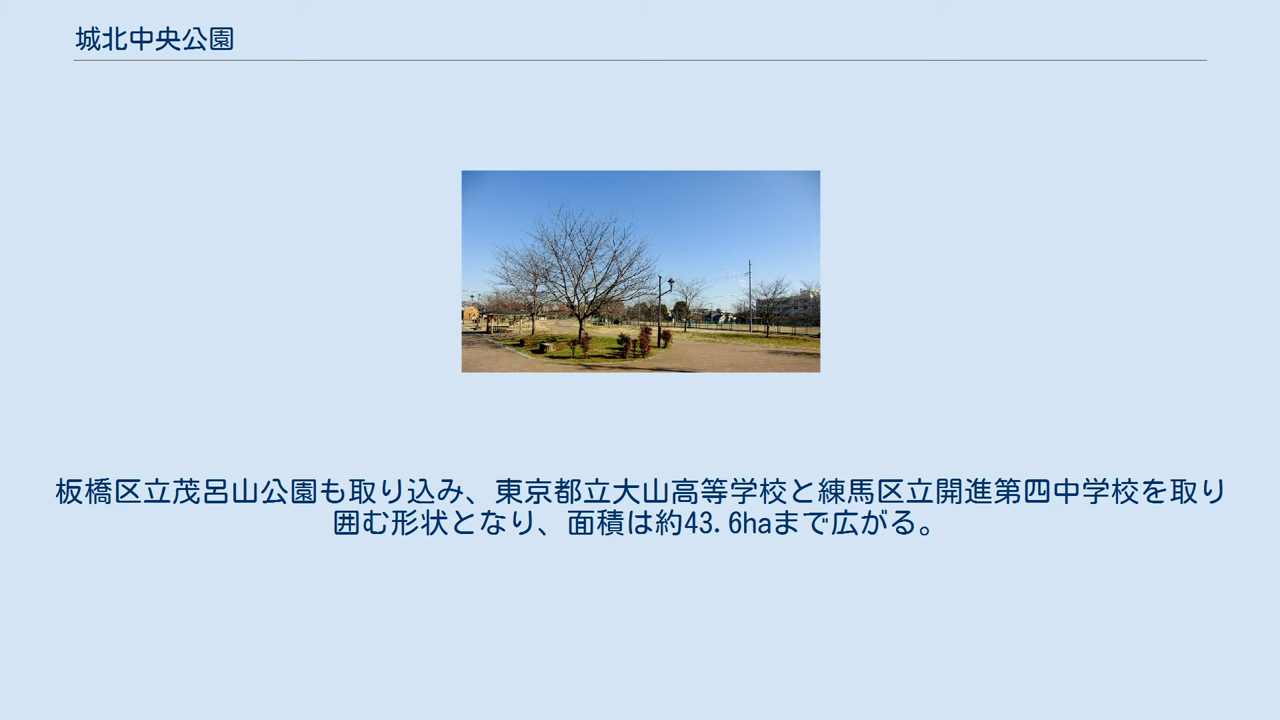 城北中央公園
板橋区立茂呂山公園も取り込み、東京都立大山高等学校と練馬区立開進第四中学校を取り
囲む形状となり、面積は約43.6haまで広がる。